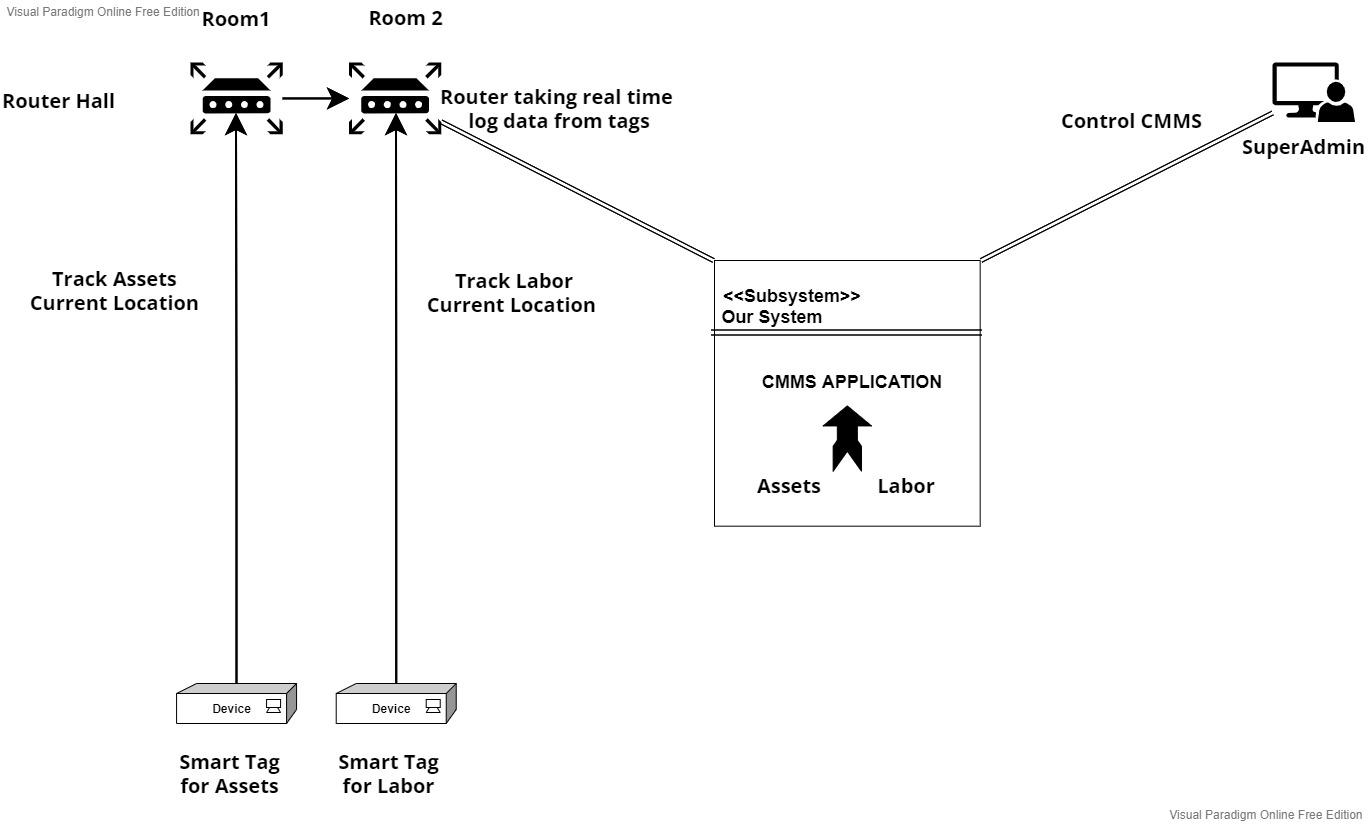 Visual Paradigm Online Free Edition
Room1
Room 2
Router Hall
Router taking real time
log data from tags
Control CMMS
SuperAdmin
Track Assets
Current Location
Track Labor
Current Location
<<Subsystem>>
Our System
CMMS APPLICATION
Assets
Labor
Device
Device
Smart Tag
for Assets
Smart Tag
for Labor
Visual Paradigm Online Free Edition